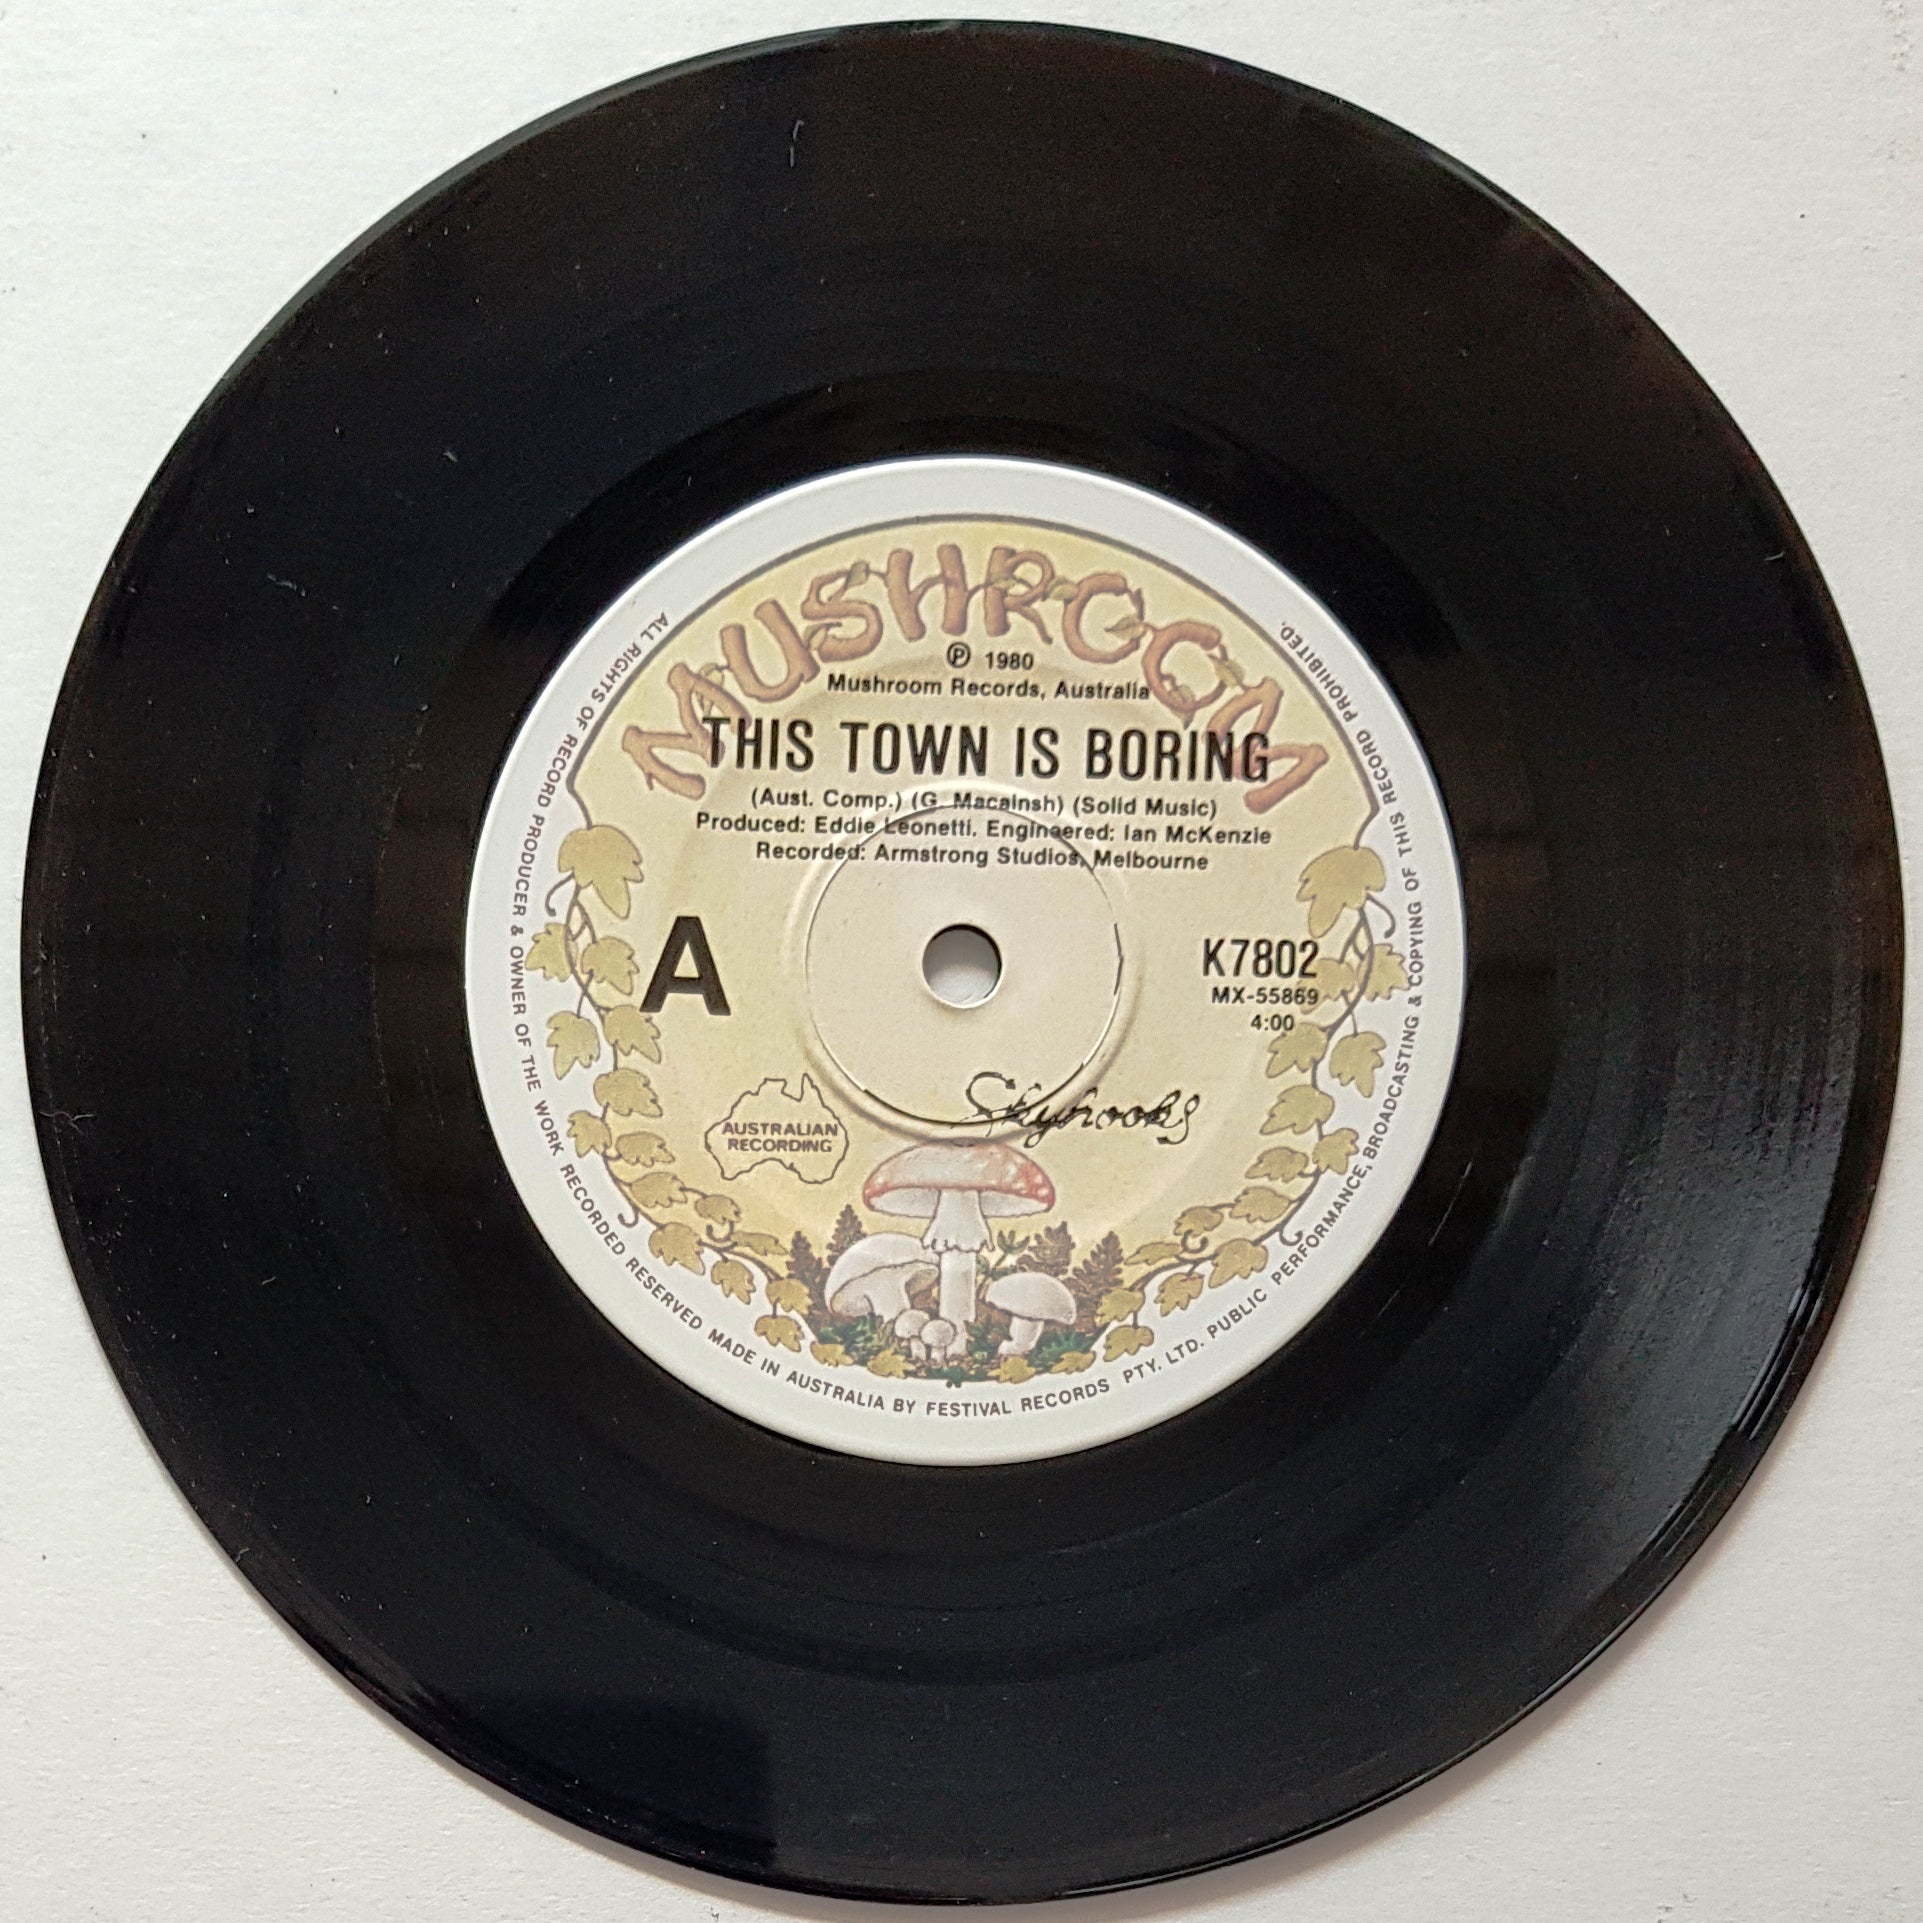 MUSHROOM
Ⓟ 1980
Mushroom Records, Australia
THIS TOWN IS BORING
(Aust. Comp.) (G. Macainsh) (Solid Music)
Produced: Eddie Leonetti. Engineered: Ian McKenzie
Recorded: Armstrong Studios, Melbourne
A
K7802
MX-55869
4:00
Skyhooks
AUSTRALIAN
RECORDING
ALL RIGHTS OF RECORD PRODUCER & OWNER OF THE WORK RECORDED RESERVED MADE IN AUSTRALIA BY FESTIVAL RECORDS PTY. LTD. PUBLIC PERFORMANCE, BROADCASTING & COPYING OF THIS RECORD PROHIBITED.